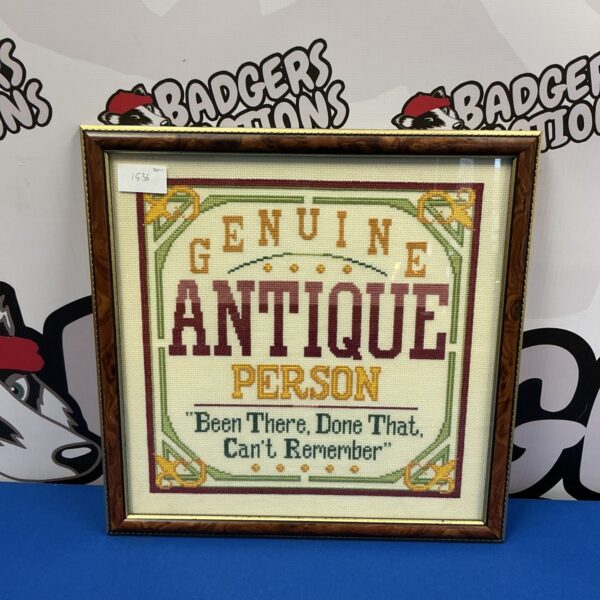 BADGERS
BADGERS
1536
GENUINE
ANTIQUE
PERSON
"BEEN THERE, DONE THAT,
CAN'T REMEMBER"